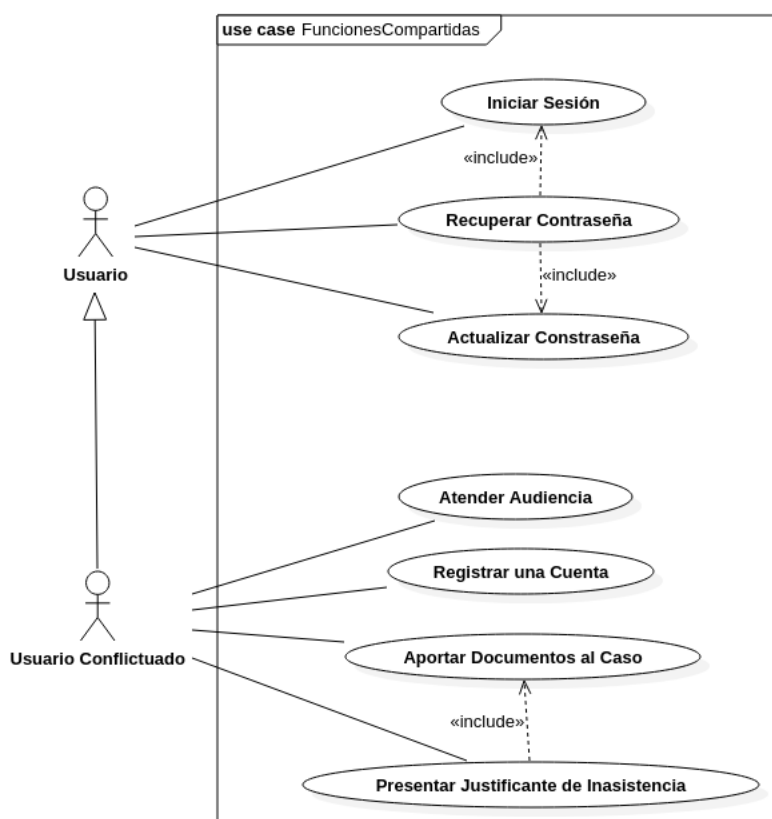 use case FuncionesCompartidas
Iniciar Sesión
«include»
Recuperar Contraseña
Usuario
«include»
Actualizar Constraseña
Atender Audiencia
Registrar una Cuenta
Usuario Conflictuado
Aportar Documentos al Caso
«include»
Presentar Justificante de Inasistencia